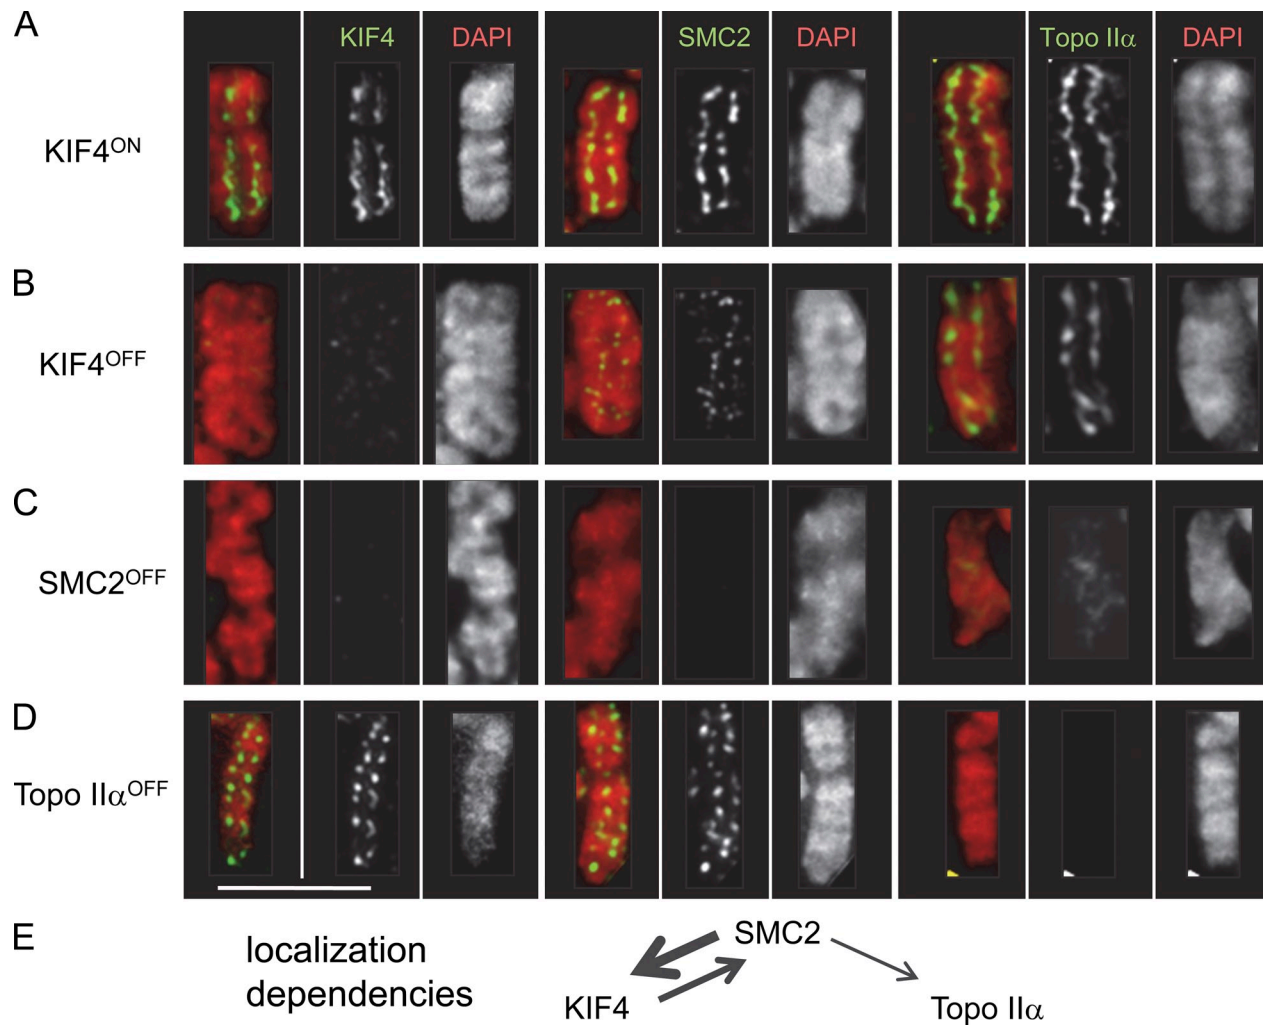 A
KIF4 DAPI SMC2 DAPI Topo IIα DAPI
KIF4ON
B
KIF4OFF
C
SMC2OFF
D
Topo IIαOFF
E
localization
dependencies
SMC2
KIF4 Topo IIα